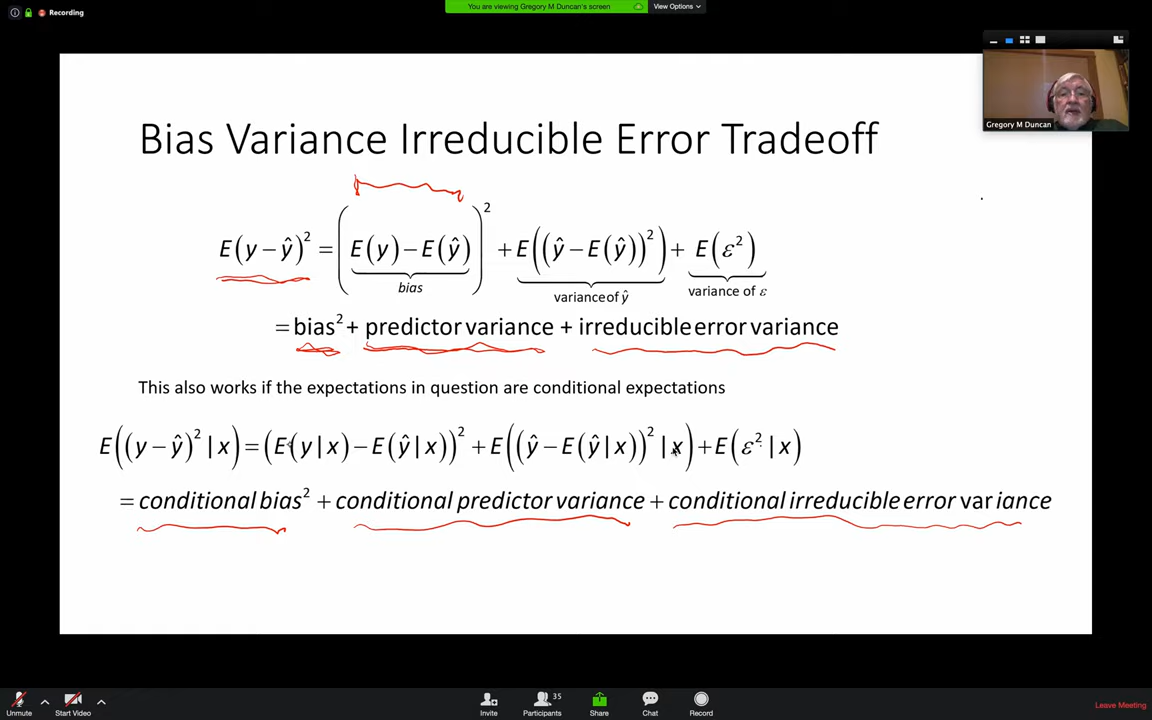 Recording
You are viewing Gregory M Duncan's screen View Options
Gregory M Duncan
Bias Variance Irreducible Error Tradeoff
E(y − ŷ)² = (E(y) − E(ŷ))² + E((ŷ − E(ŷ))²) + E(ε²)
bias variance of ŷ variance of ε
= bias² + predictor variance + irreducible error variance
This also works if the expectations in question are conditional expectations
E((y − ŷ)² | x) = (E(y | x) − E(ŷ | x))² + E((ŷ − E(ŷ | x))² | x) + E(ε² | x)
= conditional bias² + conditional predictor variance + conditional irreducible error variance
Unmute Start Video Invite Participants 35 Share Chat Record Leave Meeting